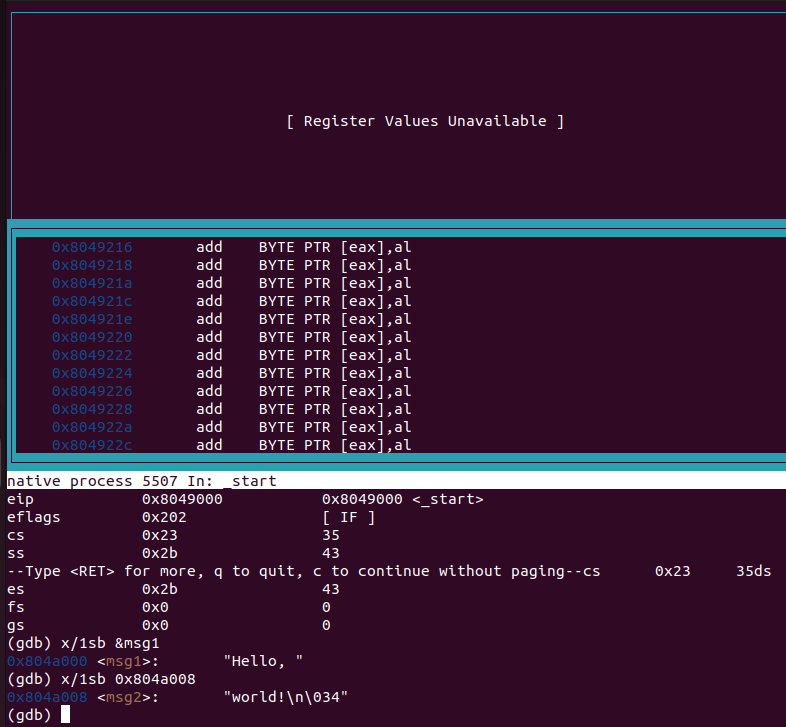 [ Register Values Unavailable ]
0x8049216 add BYTE PTR [eax],al
0x8049218 add BYTE PTR [eax],al
0x804921a add BYTE PTR [eax],al
0x804921c add BYTE PTR [eax],al
0x804921e add BYTE PTR [eax],al
0x8049220 add BYTE PTR [eax],al
0x8049222 add BYTE PTR [eax],al
0x8049224 add BYTE PTR [eax],al
0x8049226 add BYTE PTR [eax],al
0x8049228 add BYTE PTR [eax],al
0x804922a add BYTE PTR [eax],al
0x804922c add BYTE PTR [eax],al
native process 5507 In: _start
eip 0x8049000 0x8049000 <_start>
eflags 0x202 [ IF ]
cs 0x23 35
ss 0x2b 43
--Type <RET> for more, q to quit, c to continue without paging--cs 0x23 35ds
es 0x2b 43
fs 0x0 0
gs 0x0 0
(gdb) x/1sb &msg1
0x804a000 <msg1>: "Hello, "
(gdb) x/1sb 0x804a008
0x804a008 <msg2>: "world!\n\034"
(gdb)